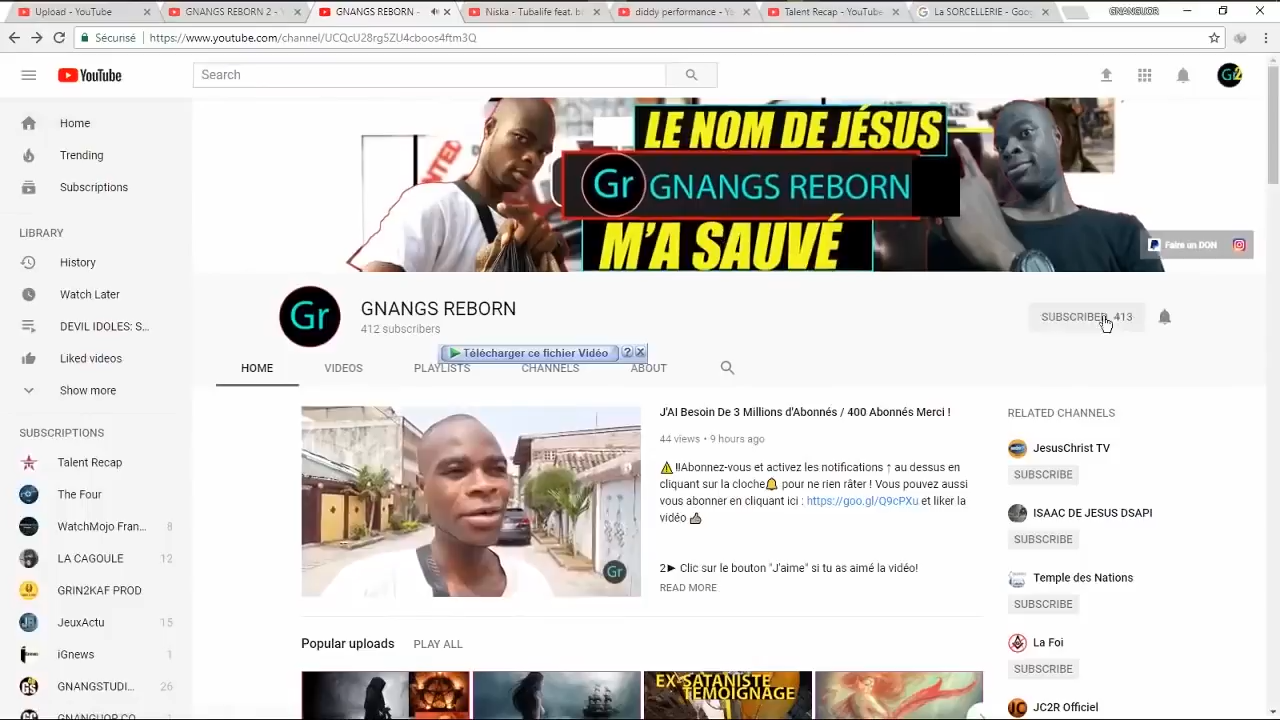 Upload - YouTube
GNANGS REBORN 2 -
GNANGS REBORN -
Niska - Tubalife feat. b
diddy performance - Y
Talent Recap - YouTube
La SORCELLERIE - Goog
GNANGUOR
Sécurisé
https://www.youtube.com/channel/UCQcU28rgSZU4cboos4ftm3Q
YouTube
Search
Gr2
Home
Trending
Subscriptions
LIBRARY
History
Watch Later
DEVIL IDOLES: S...
Liked videos
Show more
SUBSCRIPTIONS
Talent Recap
The Four
WatchMojo Fran... 8
LA CAGOULE 12
GRIN2KAF PROD
JeuxActu 15
iGnews 1
GNANGSTUDI... 26
GNANGUOR CO
LE NOM DE JÉSUS
Gr GNANGS REBORN
M'A SAUVÉ
Faire un DON
Gr
GNANGS REBORN
412 subscribers
SUBSCRIBED 413
Télécharger ce fichier Vidéo ? X
HOME VIDEOS PLAYLISTS CHANNELS ABOUT
Gr
J'AI Besoin De 3 Millions d'Abonnés / 400 Abonnés Merci !
44 views • 9 hours ago
⚠!!Abonnez-vous et activez les notifications ↑ au dessus en
cliquant sur la cloche🔔 pour ne rien râter ! Vous pouvez aussi
vous abonner en cliquant ici : https://goo.gl/Q9cPXu et liker la
vidéo 👍
2► Clic sur le bouton "J'aime" si tu as aimé la vidéo!
READ MORE
Popular uploads PLAY ALL
EX-SATANISTE
TÉMOIGNAGE
RELATED CHANNELS
JesusChrist TV
SUBSCRIBE
ISAAC DE JESUS DSAPI
SUBSCRIBE
Temple des Nations
SUBSCRIBE
La Foi
SUBSCRIBE
JC2R Officiel